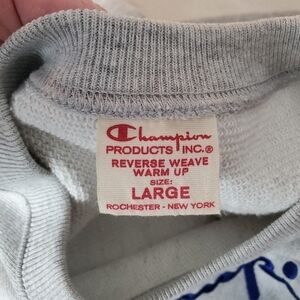 Champion
PRODUCTS INC.®
REVERSE WEAVE
WARM UP
SIZE:
LARGE
ROCHESTER - NEW YORK